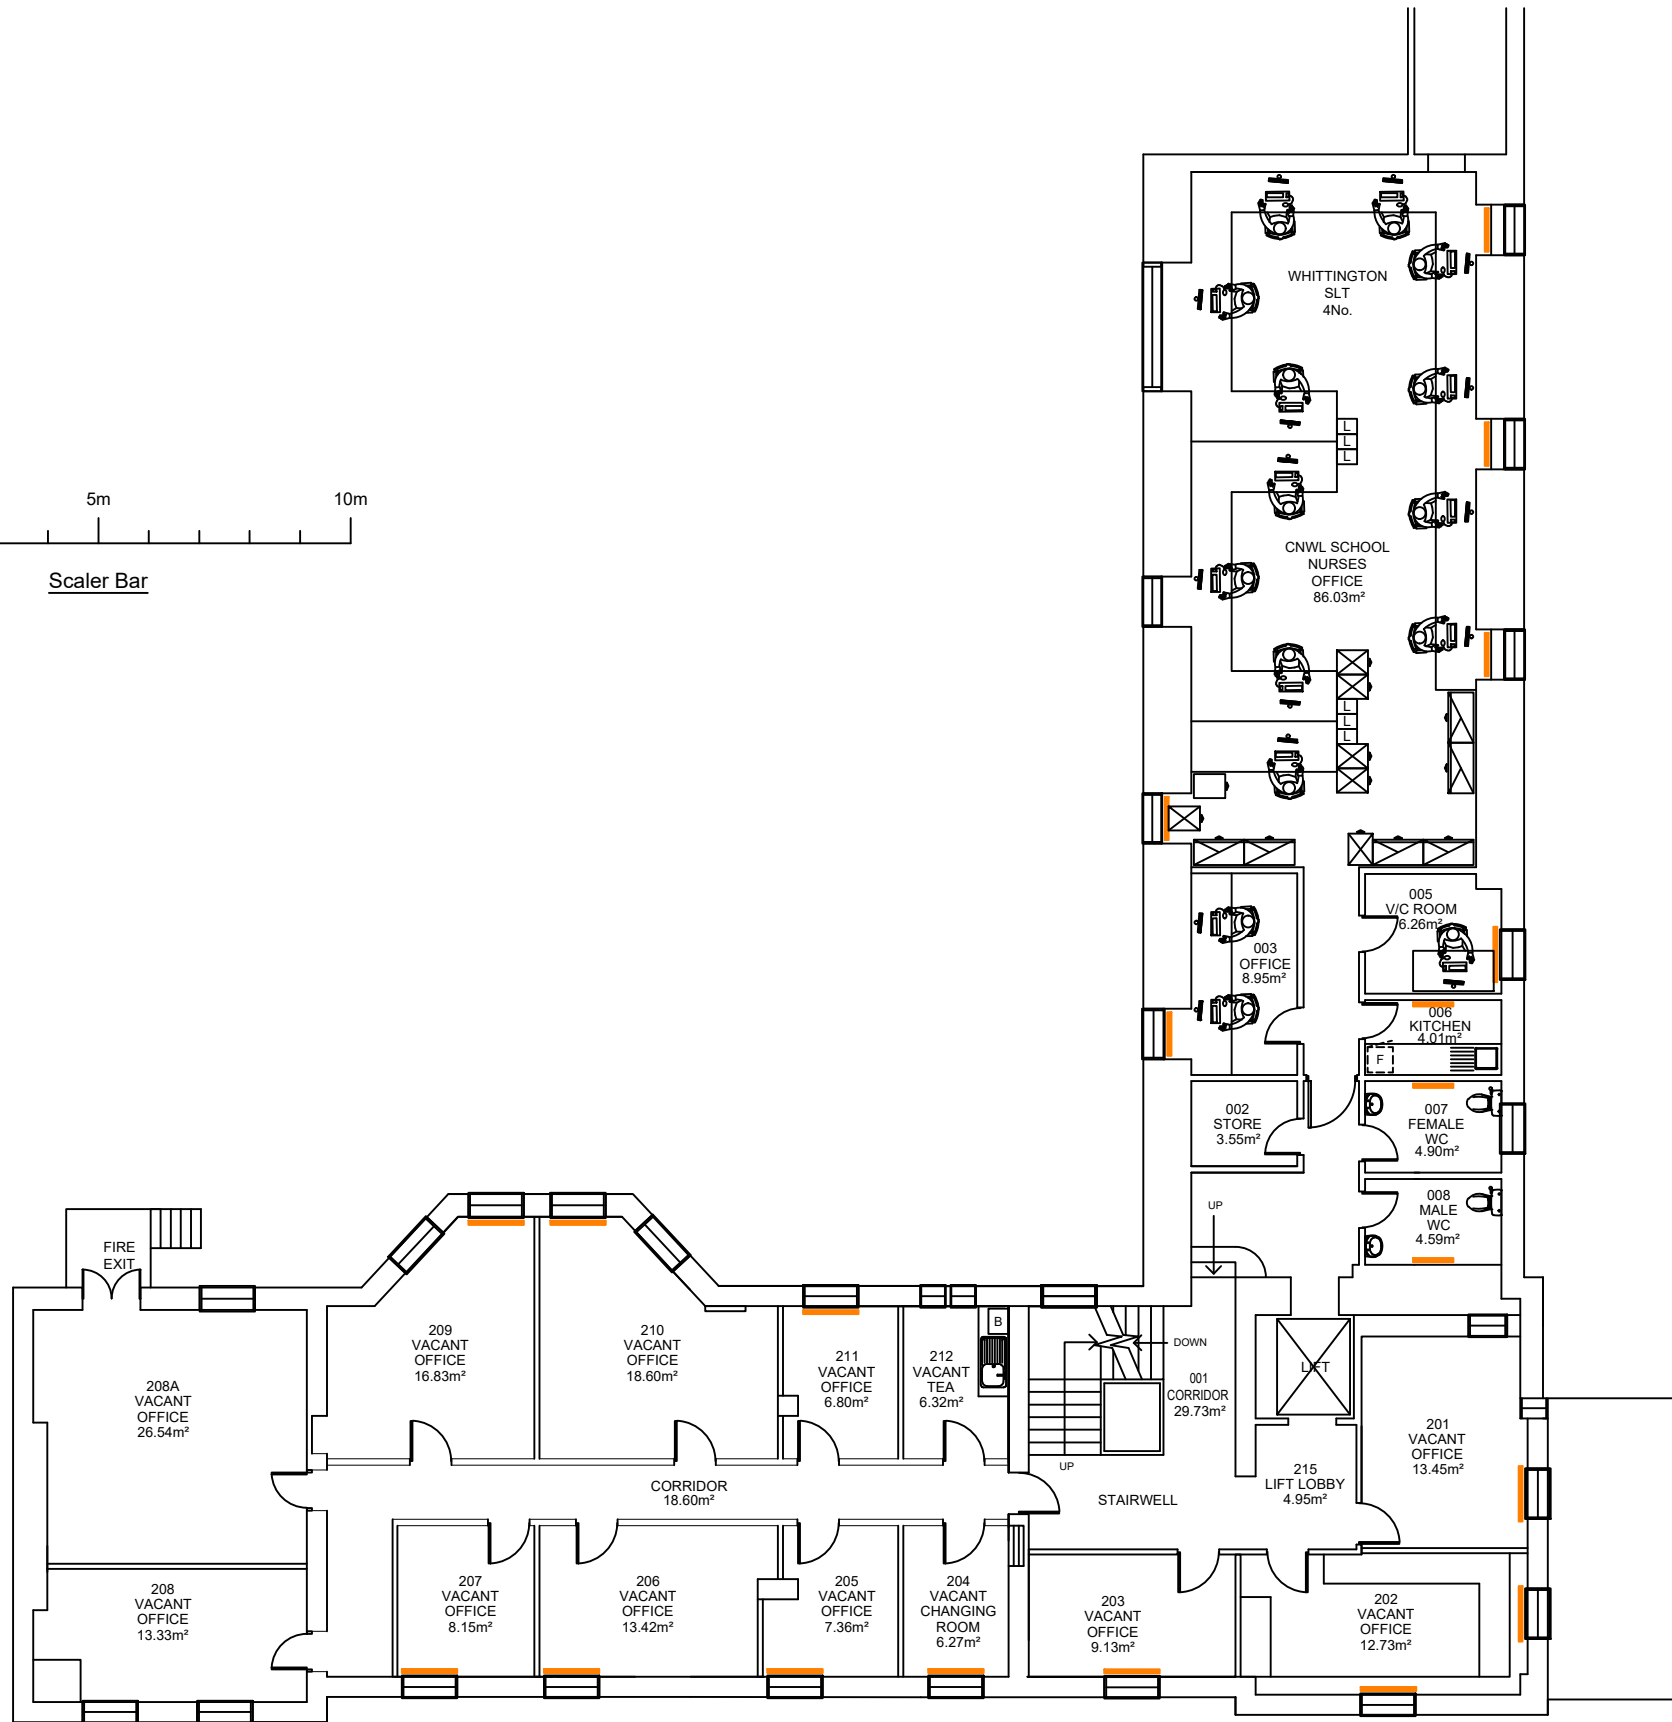 WHITTINGTON
SLT
4No.
L
L
L
5m
10m
Scaler Bar
CNWL SCHOOL
NURSES
OFFICE
86.03m²
L
L
L
005
V/C ROOM
6.26m²
003
OFFICE
8.95m²
006
KITCHEN
4.01m²
F
002
STORE
3.55m²
007
FEMALE
WC
4.90m²
008
MALE
WC
4.59m²
UP
FIRE
EXIT
209
VACANT
OFFICE
16.83m²
210
VACANT
OFFICE
18.60m²
211
VACANT
OFFICE
6.80m²
212
VACANT
TEA
6.32m²
B
DOWN
001
CORRIDOR
29.73m²
LIFT
208A
VACANT
OFFICE
26.54m²
201
VACANT
OFFICE
13.45m²
UP
CORRIDOR
18.60m²
STAIRWELL
215
LIFT LOBBY
4.95m²
208
VACANT
OFFICE
13.33m²
207
VACANT
OFFICE
8.15m²
206
VACANT
OFFICE
13.42m²
205
VACANT
OFFICE
7.36m²
204
VACANT
CHANGING
ROOM
6.27m²
203
VACANT
OFFICE
9.13m²
202
VACANT
OFFICE
12.73m²